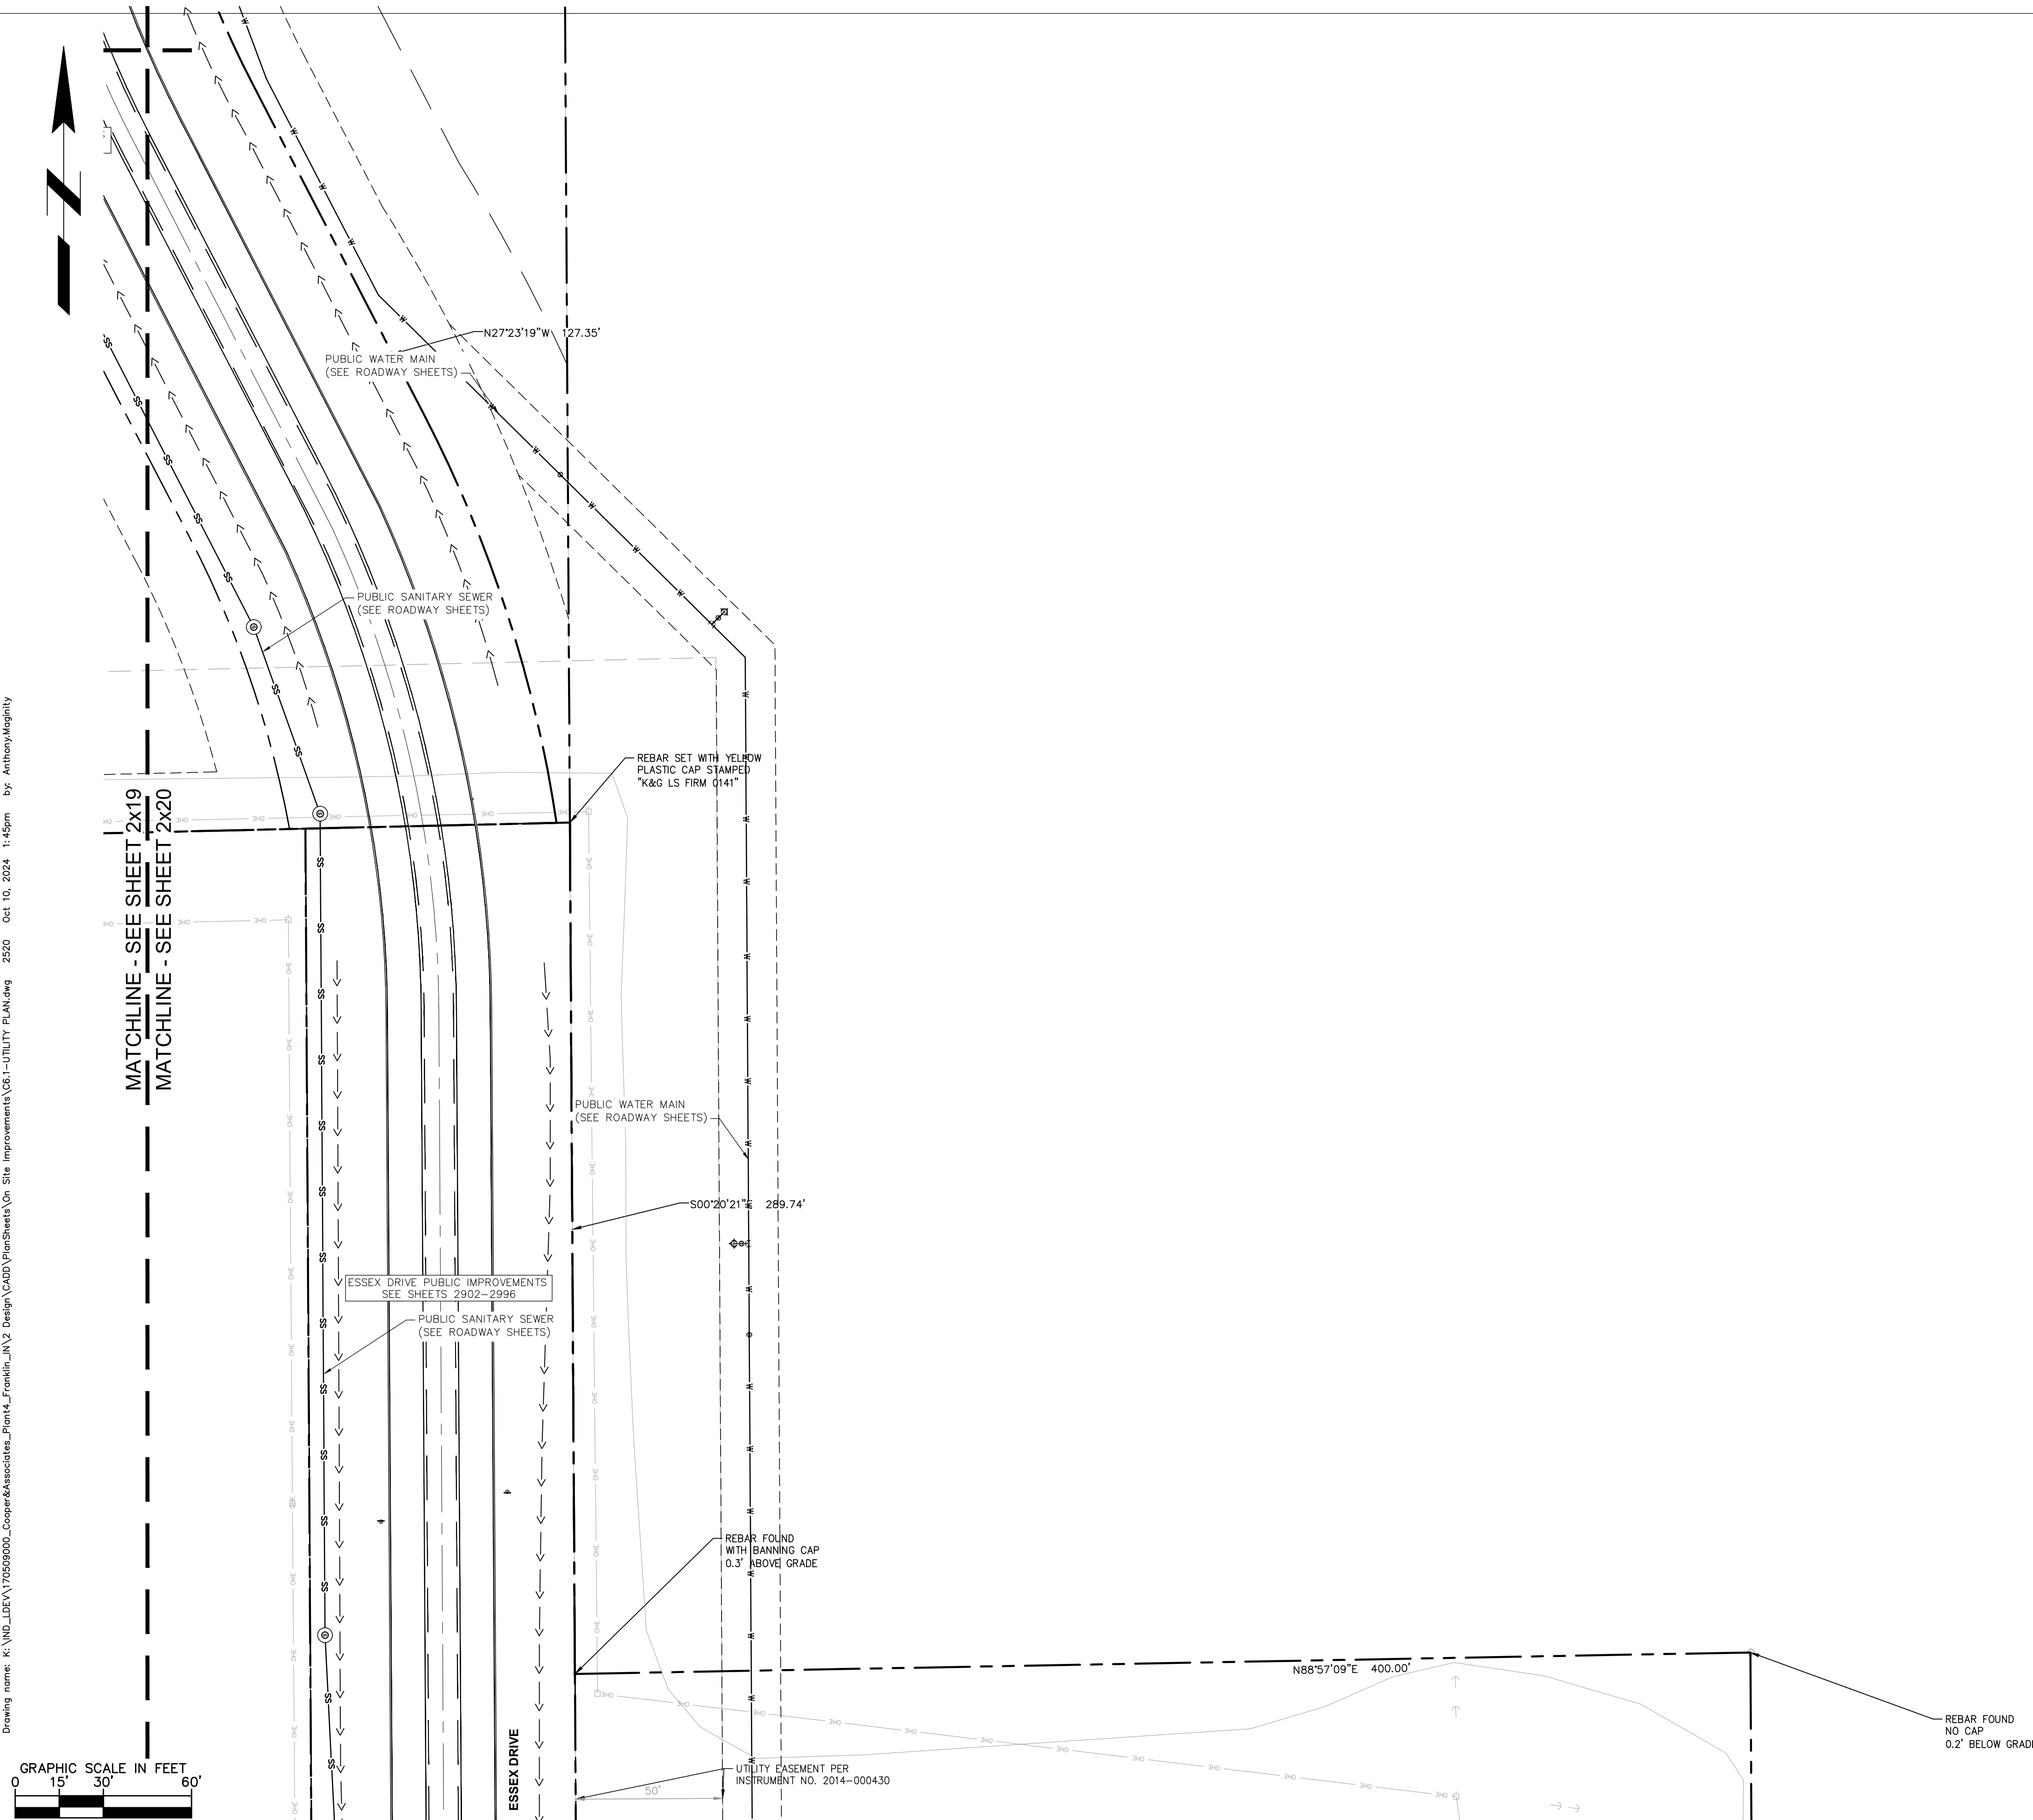 N27°23'19"W 127.35'
PUBLIC WATER MAIN
(SEE ROADWAY SHEETS)
PUBLIC SANITARY SEWER
(SEE ROADWAY SHEETS)
REBAR SET WITH YELLOW
PLASTIC CAP STAMPED
"K&G LS FIRM 0141"
MATCHLINE - SEE SHEET 2x19
MATCHLINE - SEE SHEET 2x20
PUBLIC WATER MAIN
(SEE ROADWAY SHEETS)
S00°20'21" 289.74'
ESSEX DRIVE PUBLIC IMPROVEMENTS
SEE SHEETS 2902-2996
PUBLIC SANITARY SEWER
(SEE ROADWAY SHEETS)
REBAR FOUND
WITH BANNING CAP
0.3' ABOVE GRADE
N88°57'09"E 400.00'
REBAR FOUND
NO CAP
0.2' BELOW GRADE
ESSEX DRIVE
UTILITY EASEMENT PER
INSTRUMENT NO. 2014-000430
50'
GRAPHIC SCALE IN FEET
0 15' 30' 60'
Drawing name: K:\IND_LDEV\170509000_Cooper&Associates_Plant4_Franklin_IN\2 Design\CADD\PlanSheets\On Site Improvements\C6.1-UTILITY PLAN.dwg 2520 Oct 10, 2024 1:45pm by: Anthony.Maginity
W
SS
OHE